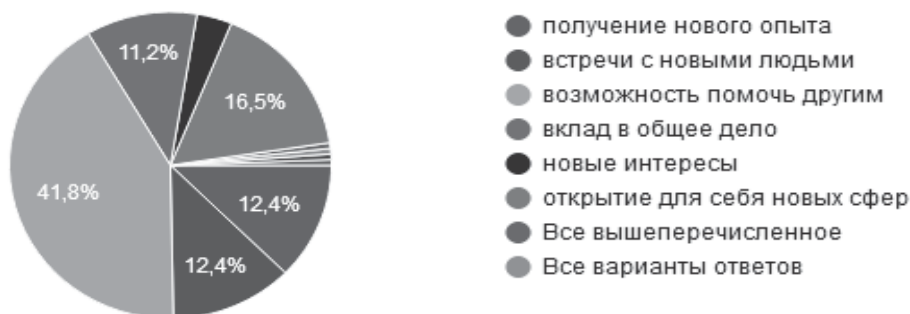 11,2%
16,5%
41,8%
12,4%
12,4%
получение нового опыта
встречи с новыми людьми
возможность помочь другим
вклад в общее дело
новые интересы
открытие для себя новых сфер
Все вышеперечисленное
Все варианты ответов